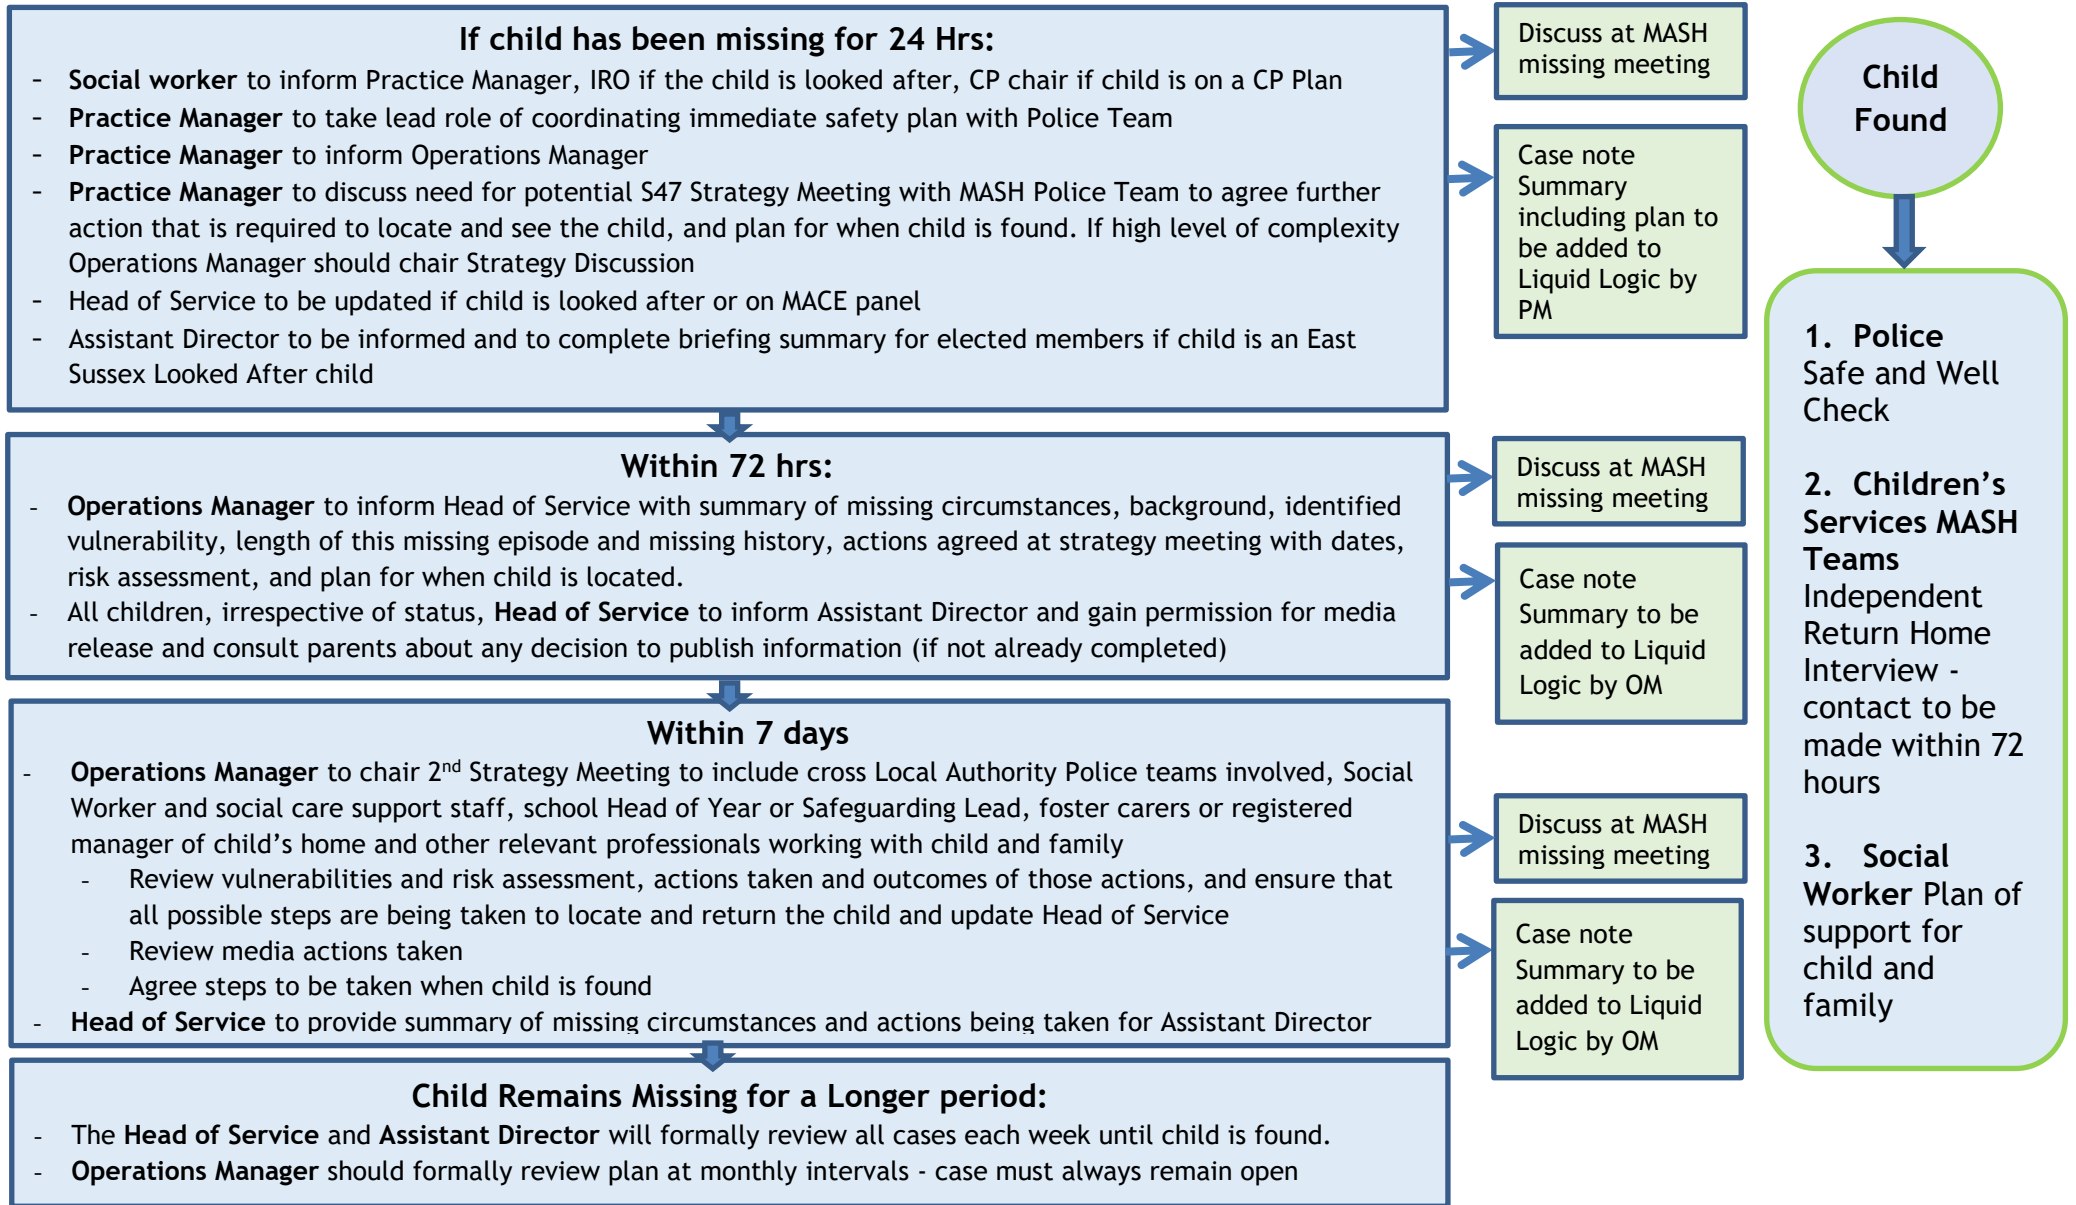 If child has been missing for 24 Hrs:
- Social worker to inform Practice Manager, IRO if the child is looked after, CP chair if child is on a CP Plan
- Practice Manager to take lead role of coordinating immediate safety plan with Police Team
- Practice Manager to inform Operations Manager
- Practice Manager to discuss need for potential S47 Strategy Meeting with MASH Police Team to agree further
action that is required to locate and see the child, and plan for when child is found. If high level of complexity
Operations Manager should chair Strategy Discussion
- Head of Service to be updated if child is looked after or on MACE panel
- Assistant Director to be informed and to complete briefing summary for elected members if child is an East
Sussex Looked After child
Discuss at MASH
missing meeting
Case note
Summary
including plan to
be added to
Liquid Logic by
PM
Within 72 hrs:
- Operations Manager to inform Head of Service with summary of missing circumstances, background, identified
vulnerability, length of this missing episode and missing history, actions agreed at strategy meeting with dates,
risk assessment, and plan for when child is located.
- All children, irrespective of status, Head of Service to inform Assistant Director and gain permission for media
release and consult parents about any decision to publish information (if not already completed)
Discuss at MASH
missing meeting
Case note
Summary to be
added to Liquid
Logic by OM
Within 7 days
- Operations Manager to chair 2nd Strategy Meeting to include cross Local Authority Police teams involved, Social
Worker and social care support staff, school Head of Year or Safeguarding Lead, foster carers or registered
manager of child's home and other relevant professionals working with child and family
- Review vulnerabilities and risk assessment, actions taken and outcomes of those actions, and ensure that
all possible steps are being taken to locate and return the child and update Head of Service
- Review media actions taken
- Agree steps to be taken when child is found
- Head of Service to provide summary of missing circumstances and actions being taken for Assistant Director
Discuss at MASH
missing meeting
Case note
Summary to be
added to Liquid
Logic by OM
Child Remains Missing for a Longer period:
- The Head of Service and Assistant Director will formally review all cases each week until child is found.
- Operations Manager should formally review plan at monthly intervals - case must always remain open
Child
Found
1. Police
Safe and Well
Check
2. Children's
Services MASH
Teams
Independent
Return Home
Interview -
contact to be
made within 72
hours
3. Social
Worker Plan of
support for
child and
family